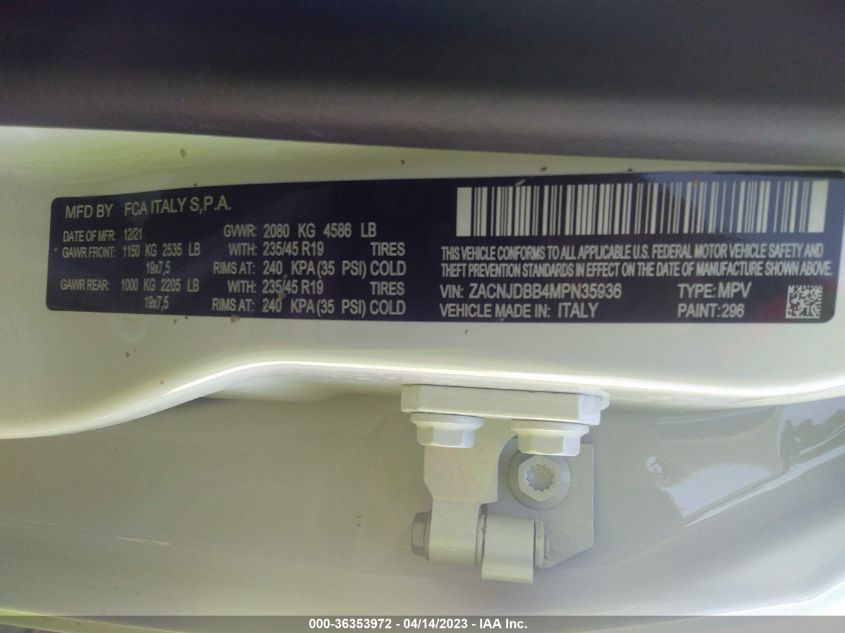 MFD BY FCA ITALY S,P.A.
DATE OF MFR: 12/21 GVWR: 2080 KG 4586 LB
GAWR FRONT: 1150 KG 2535 LB WITH: 235/45 R19 TIRES
19x7,5 RIMS AT: 240 KPA (35 PSI) COLD
GAWR REAR: 1000 KG 2205 LB WITH: 235/45 R19 TIRES
19x7,5 RIMS AT: 240 KPA (35 PSI) COLD
THIS VEHICLE CONFORMS TO ALL APPLICABLE U.S. FEDERAL MOTOR VEHICLE SAFETY AND
THEFT PREVENTION STANDARDS IN EFFECT ON THE DATE OF MANUFACTURE SHOWN ABOVE.
VIN: ZACNJDBB4MPN35936 TYPE: MPV
VEHICLE MADE IN: ITALY PAINT: 296
000-36353972 - 04/14/2023 - IAA Inc.